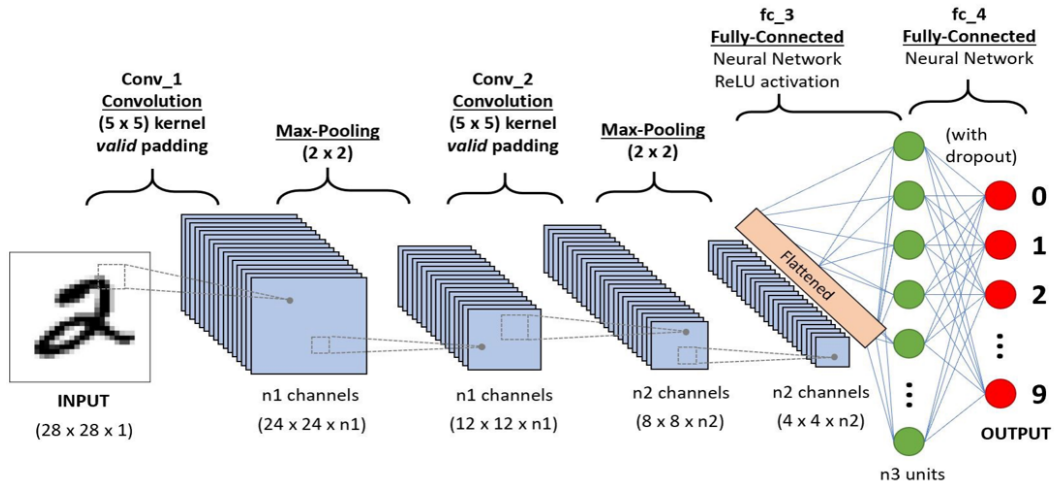 Conv_1
Convolution
(5 x 5) kernel
valid padding
Max-Pooling
(2 x 2)
Conv_2
Convolution
(5 x 5) kernel
valid padding
Max-Pooling
(2 x 2)
fc_3
Fully-Connected
Neural Network
ReLU activation
fc_4
Fully-Connected
Neural Network
(with
dropout)
2
INPUT
(28 x 28 x 1)
n1 channels
(24 x 24 x n1)
n1 channels
(12 x 12 x n1)
n2 channels
(8 x 8 x n2)
n2 channels
(4 x 4 x n2)
Flattened
n3 units
0
1
2
9
OUTPUT